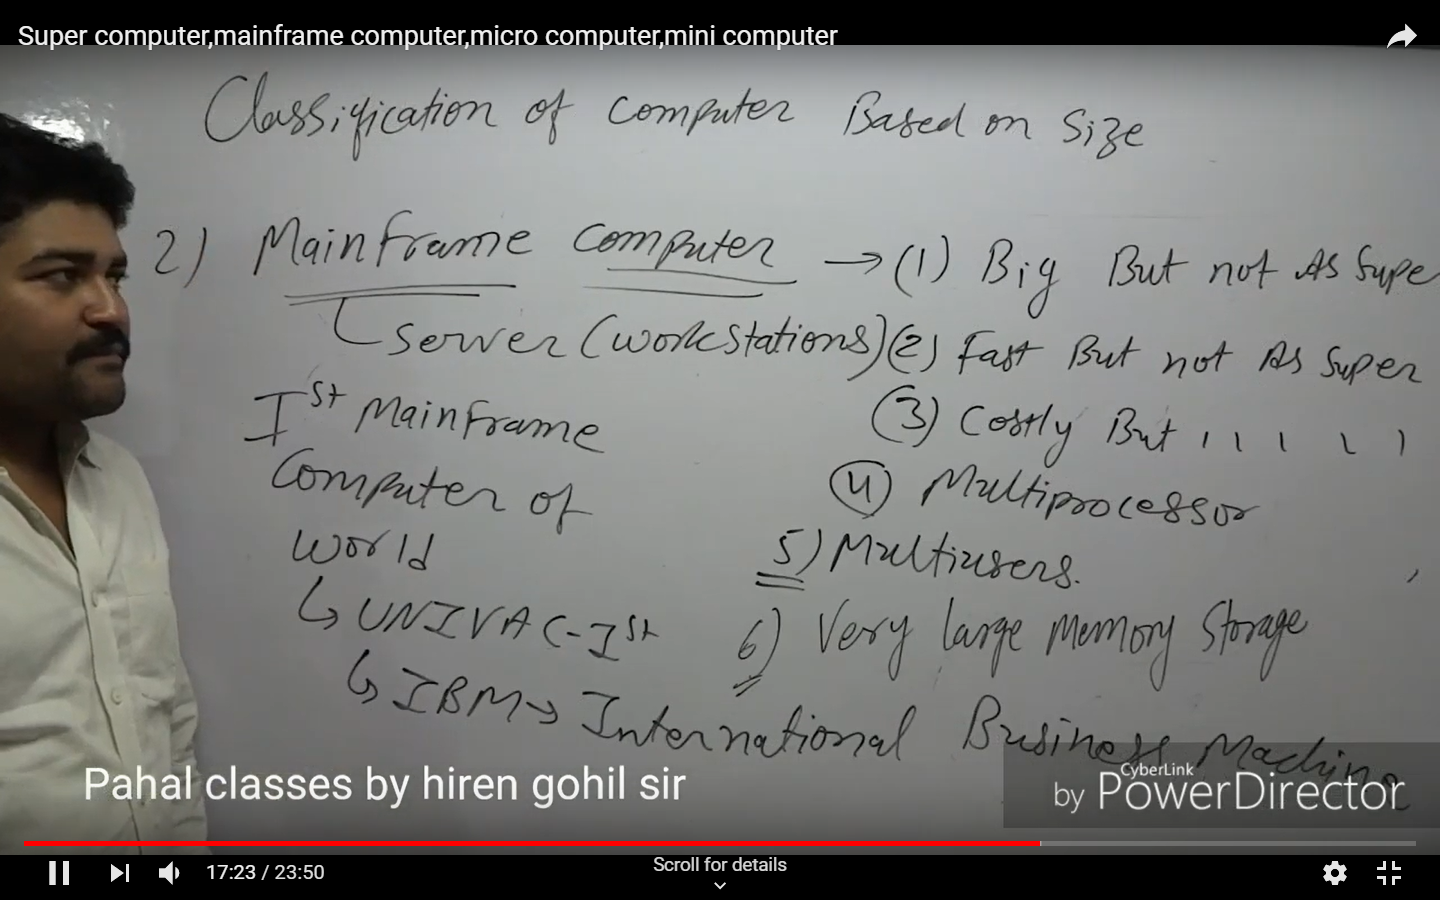 Super computer,mainframe computer,micro computer,mini computer
Classification of Computer Based on Size
2) Mainframe Computer → (1) Big But not As Supe
Server (workstations) (2) Fast But not As Super
Ist Mainframe
Computer of
World
↳ UNIVAC-Ist
↳ IBM → International Business Machine
(3) Costly But
(4) Multiprocessor
5) Multiusers.
6) Very large Memory Storage
Pahal classes by hiren gohil sir
CyberLink
by PowerDirector
17:23 / 23:50
Scroll for details